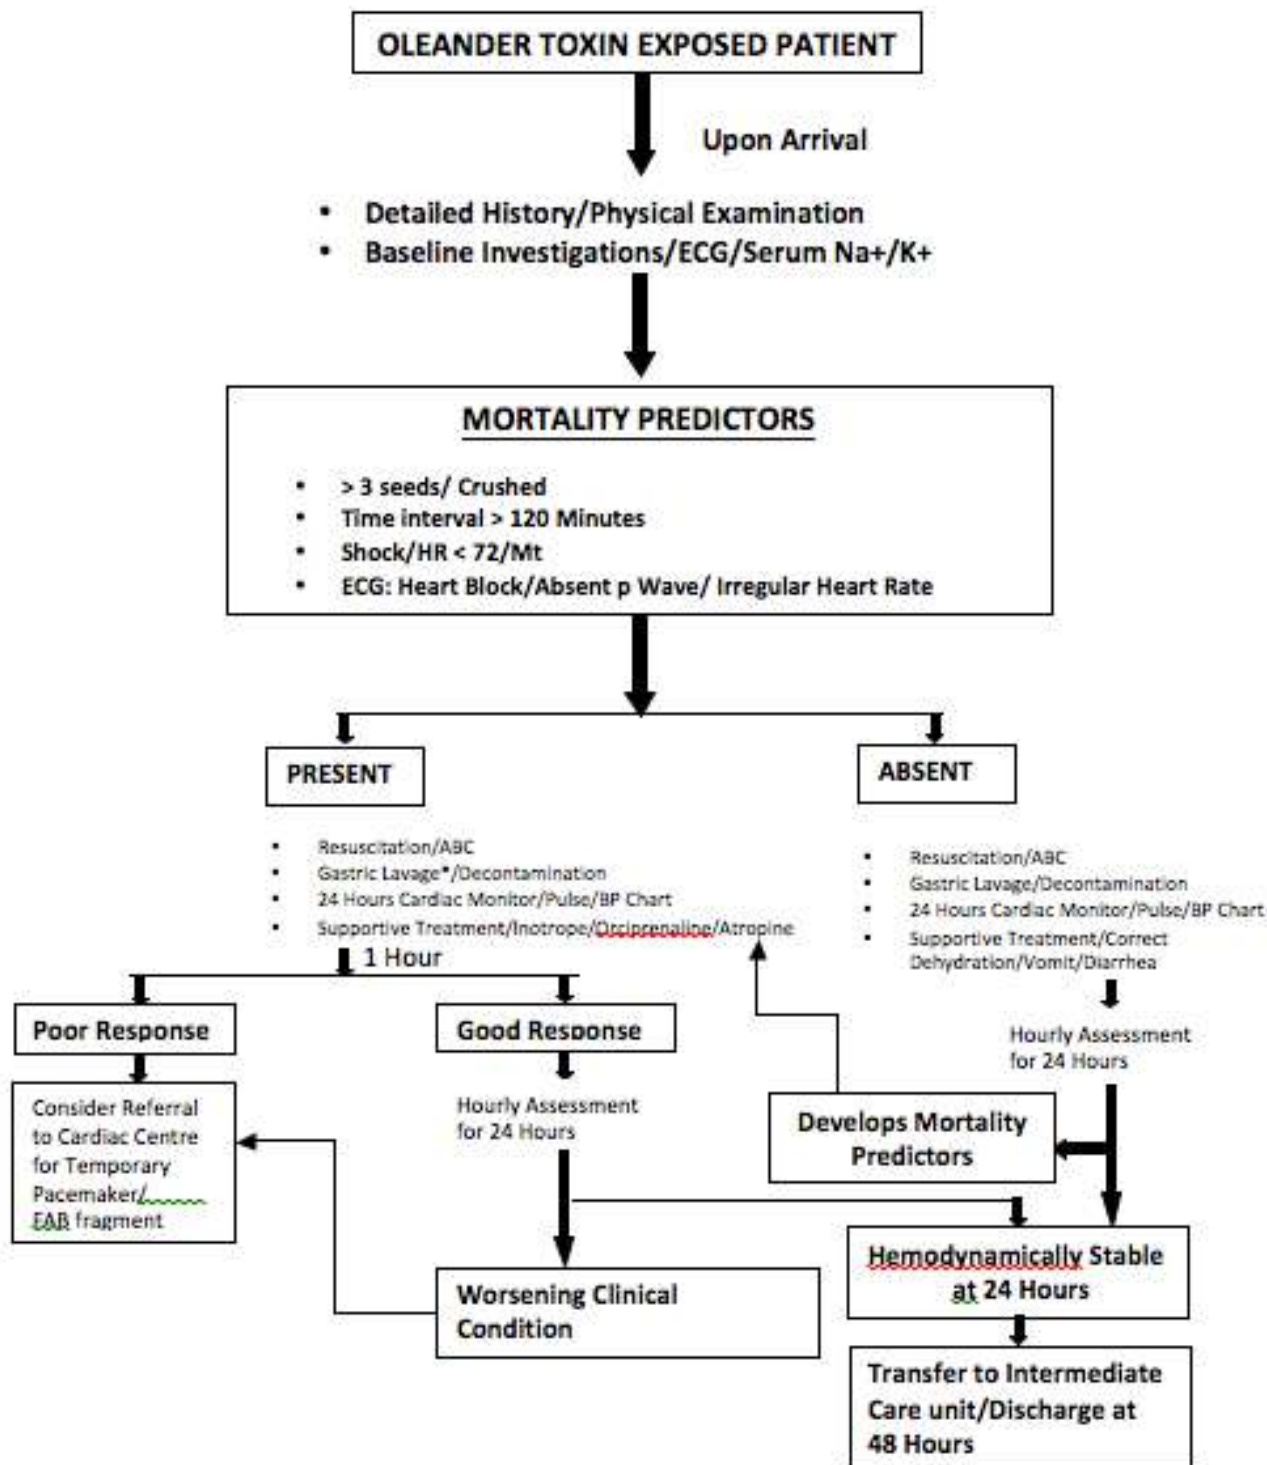 OLEANDER TOXIN EXPOSED PATIENT
Upon Arrival
• Detailed History/Physical Examination
• Baseline Investigations/ECG/Serum Na+/K+
MORTALITY PREDICTORS
• > 3 seeds/ Crushed
• Time interval > 120 Minutes
• Shock/HR < 72/Mt
• ECG: Heart Block/Absent p Wave/ Irregular Heart Rate
PRESENT
• Resuscitation/ABC
• Gastric Lavage*/Decontamination
• 24 Hours Cardiac Monitor/Pulse/BP Chart
• Supportive Treatment/Inotrope/Orciprenaline/Atropine
1 Hour
Poor Response
Consider Referral
to Cardiac Centre
for Temporary
Pacemaker/
FAB fragment
Good Response
Hourly Assessment
for 24 Hours
Worsening Clinical
Condition
ABSENT
• Resuscitation/ABC
• Gastric Lavage/Decontamination
• 24 Hours Cardiac Monitor/Pulse/BP Chart
• Supportive Treatment/Correct
Dehydration/Vomit/Diarrhea
Hourly Assessment
for 24 Hours
Develops Mortality
Predictors
Hemodynamically Stable
at 24 Hours
Transfer to Intermediate
Care unit/Discharge at
48 Hours